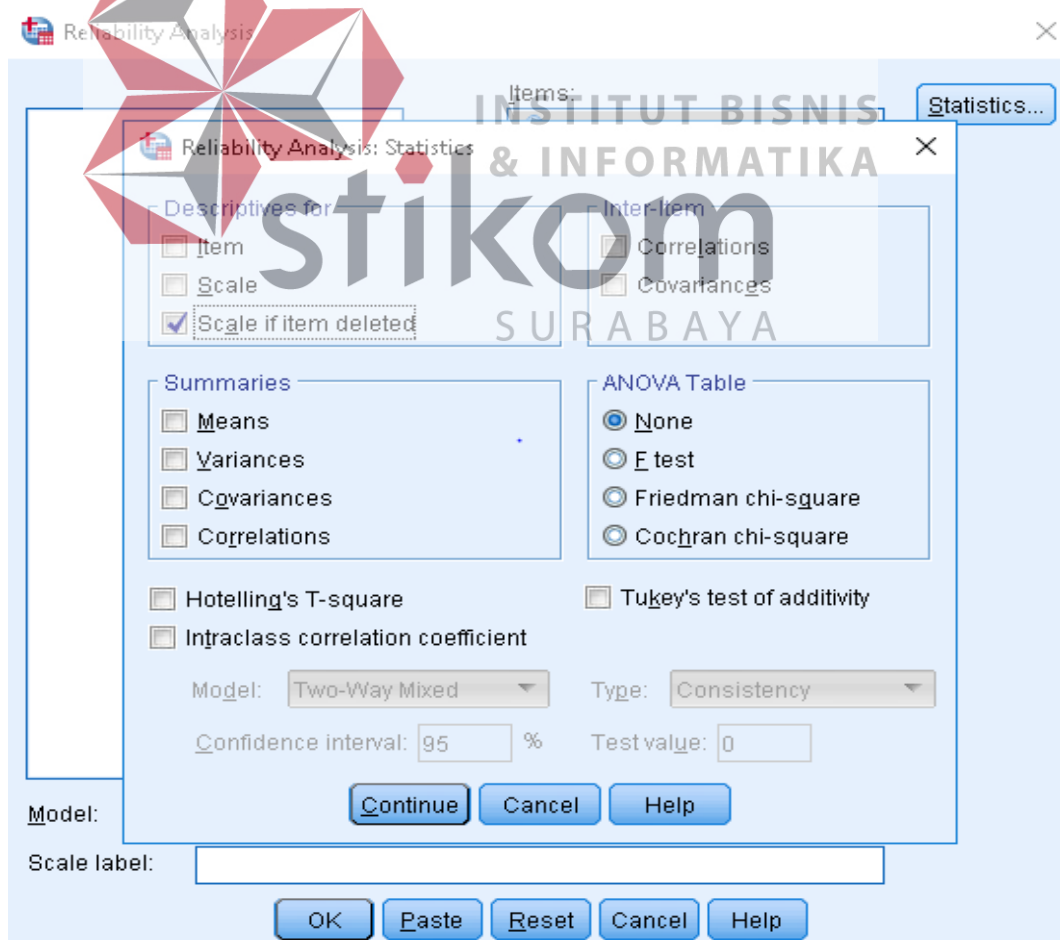 Reliability Analysis
Items:
Statistics...
INSTITUT BISNIS
& INFORMATIKA
stikom
SURABAYA
Reliability Analysis: Statistics
Descriptives for
Item
Scale
Scale if item deleted
Inter-Item
Correlations
Covariances
Summaries
Means
Variances
Covariances
Correlations
ANOVA Table
None
F test
Friedman chi-square
Cochran chi-square
Hotelling's T-square
Tukey's test of additivity
Intraclass correlation coefficient
Model: Two-Way Mixed
Type: Consistency
Confidence interval: 95 %
Test value: 0
Continue Cancel Help
Model:
Scale label:
OK Paste Reset Cancel Help